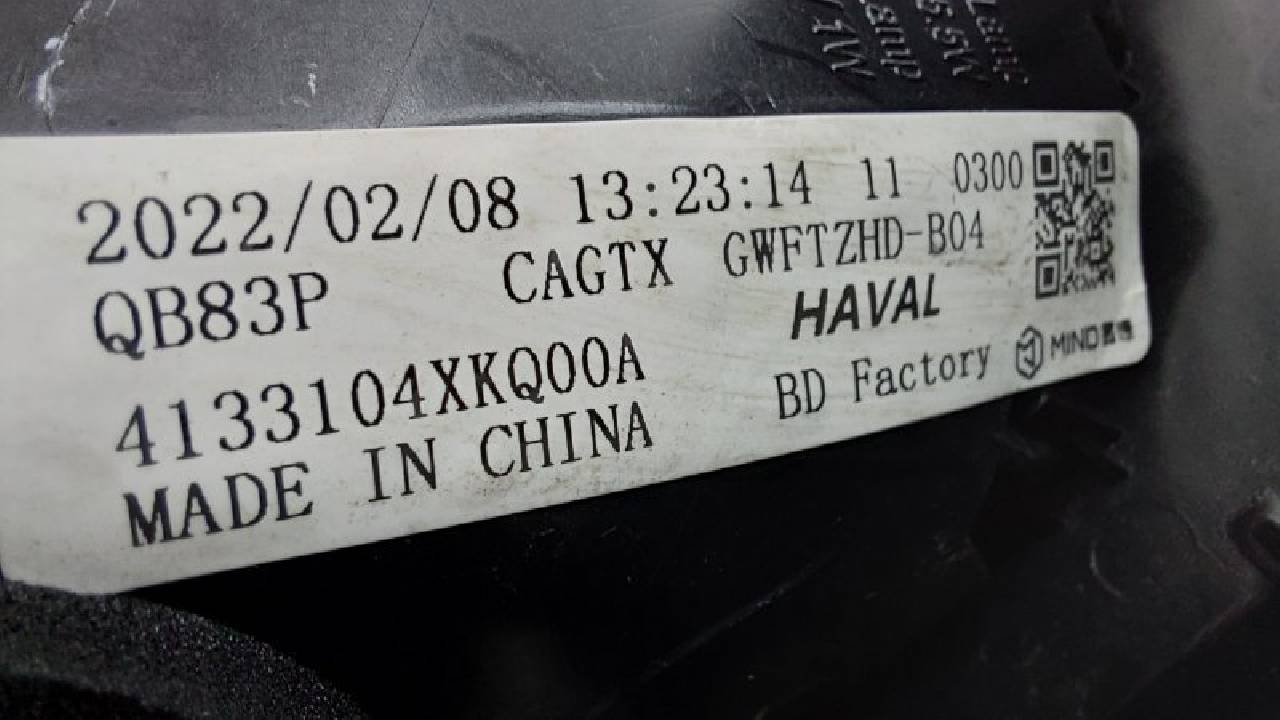 2022/02/08 13:23:14 11 0300
QB83P CAGTX GWFTZHD-B04
HAVAL
4133104XKQ00A
BD Factory MIND
MADE IN CHINA